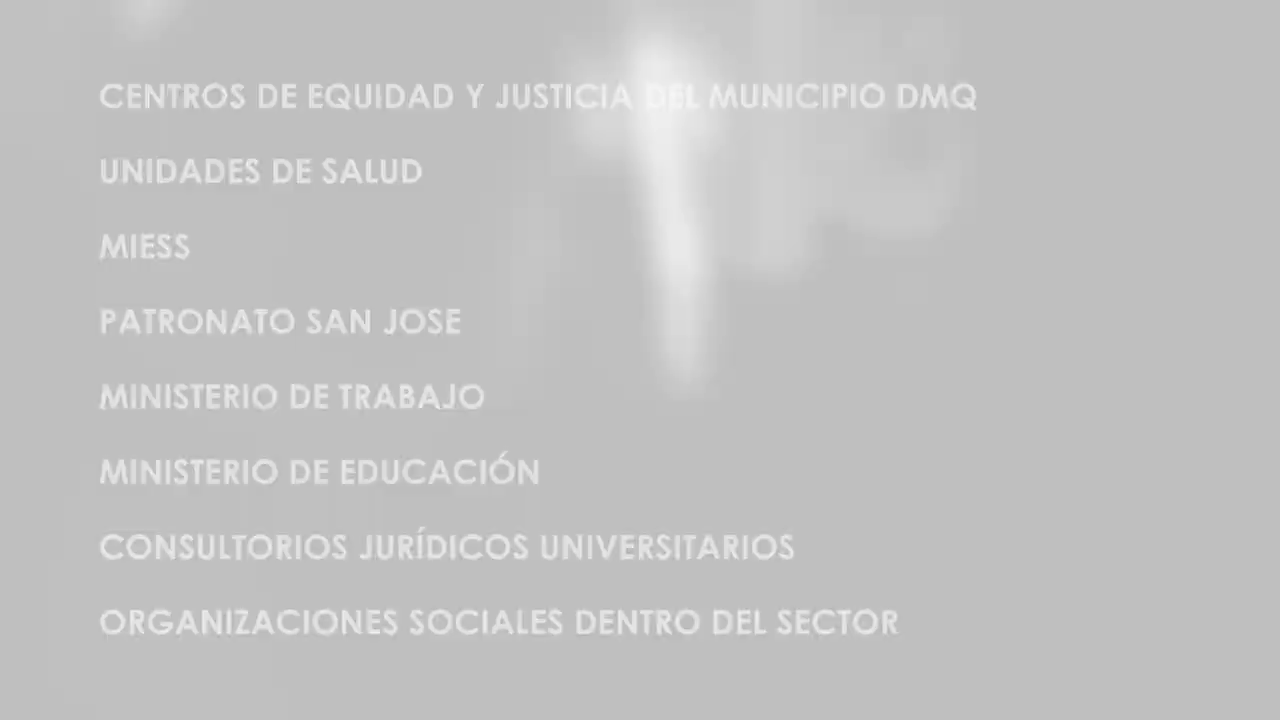 CENTROS DE EQUIDAD Y JUSTICIA DEL MUNICIPIO DMQ
UNIDADES DE SALUD
MIESS
PATRONATO SAN JOSE
MINISTERIO DE TRABAJO
MINISTERIO DE EDUCACIÓN
CONSULTORIOS JURÍDICOS UNIVERSITARIOS
ORGANIZACIONES SOCIALES DENTRO DEL SECTOR